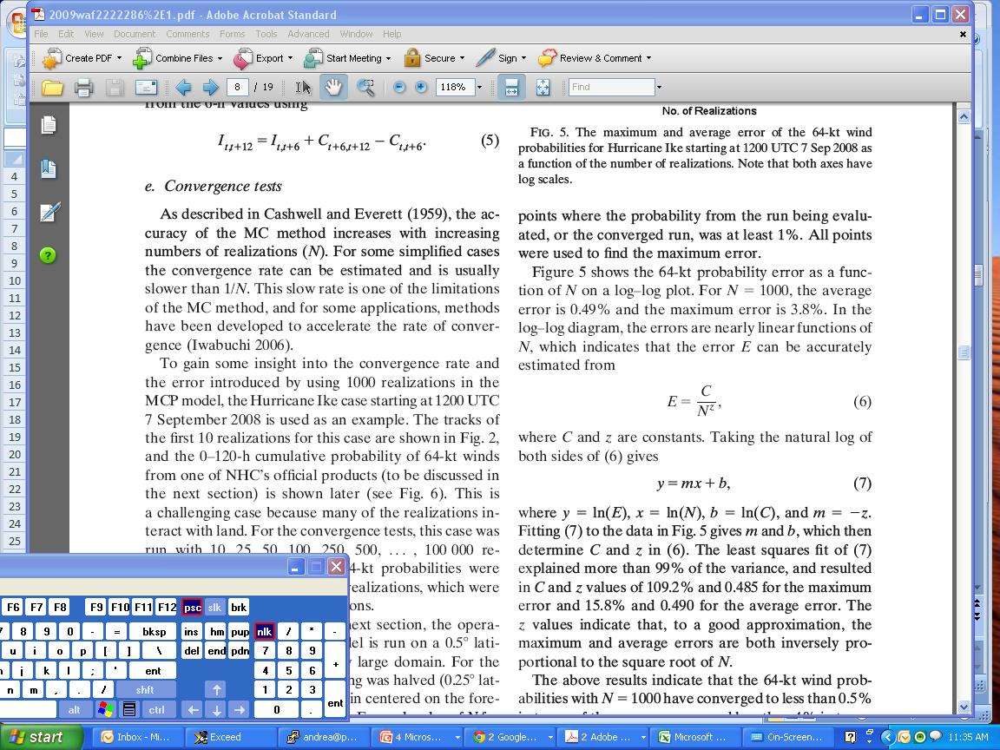 2009waf2222286%2E1.pdf - Adobe Acrobat Standard
File Edit View Document Comments Forms Tools Advanced Window Help
Create PDF Combine Files Export Start Meeting Secure Sign Review & Comment
8 / 19 118% Find
from the 6-h values using
I t,t+12 = I t,t+6 + C t+6,t+12 − C t,t+6. (5)
e. Convergence tests
As described in Cashwell and Everett (1959), the ac-
curacy of the MC method increases with increasing
numbers of realizations (N). For some simplified cases
the convergence rate can be estimated and is usually
slower than 1/N. This slow rate is one of the limitations
of the MC method, and for some applications, methods
have been developed to accelerate the rate of conver-
gence (Iwabuchi 2006).
To gain some insight into the convergence rate and
the error introduced by using 1000 realizations in the
MCP model, the Hurricane Ike case starting at 1200 UTC
7 September 2008 is used as an example. The tracks of
the first 10 realizations for this case are shown in Fig. 2,
and the 0–120-h cumulative probability of 64-kt winds
from one of NHC's official products (to be discussed in
the next section) is shown later (see Fig. 6). This is
a challenging case because many of the realizations in-
teract with land. For the convergence tests, this case was
run with 10, 25, 50, 100, 250, 500, ... , 100 000 re-
4-kt probabilities were
realizations, which were
ons.
next section, the opera-
el is run on a 0.5° lati-
large domain. For the
ng was halved (0.25° lat-
in centered on the fore-
No. of Realizations
FIG. 5. The maximum and average error of the 64-kt wind
probabilities for Hurricane Ike starting at 1200 UTC 7 Sep 2008 as
a function of the number of realizations. Note that both axes have
log scales.
points where the probability from the run being evalu-
ated, or the converged run, was at least 1%. All points
were used to find the maximum error.
Figure 5 shows the 64-kt probability error as a func-
tion of N on a log–log plot. For N = 1000, the average
error is 0.49% and the maximum error is 3.8%. In the
log–log diagram, the errors are nearly linear functions of
N, which indicates that the error E can be accurately
estimated from
E = C/N^z, (6)
where C and z are constants. Taking the natural log of
both sides of (6) gives
y = mx + b, (7)
where y = ln(E), x = ln(N), b = ln(C), and m = −z.
Fitting (7) to the data in Fig. 5 gives m and b, which then
determine C and z in (6). The least squares fit of (7)
explained more than 99% of the variance, and resulted
in C and z values of 109.2% and 0.485 for the maximum
error and 15.8% and 0.490 for the average error. The
z values indicate that, to a good approximation, the
maximum and average errors are both inversely pro-
portional to the square root of N.
The above results indicate that the 64-kt wind prob-
abilities with N = 1000 have converged to less than 0.5%
4
5
6
7
8
9
10
11
12
13
14
15
16
17
18
19
20
21
22
23
24
25
F6 F7 F8 F9 F10 F11 F12 psc slk brk
7 8 9 0 - = bksp ins hm pup nlk / * -
u i o p [ ] \ del end pdn 7 8 9 +
j k l ; ' ent 4 5 6
n m , . / shft ↑ 1 2 3 ent
alt ctrl ← ↓ → 0 .
start Inbox - Mi... Exceed andrea@p... 4 Micros... 2 Google... 2 Adobe ... Microsoft ... On-Screen... 11:35 AM